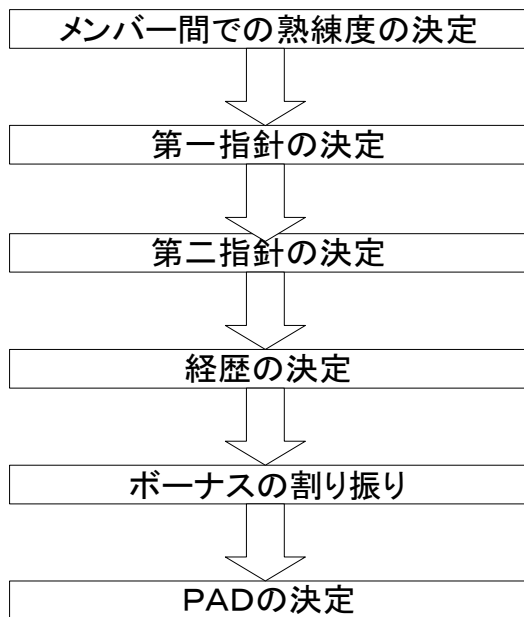 メンバー間での熟練度の決定
第一指針の決定
第二指針の決定
経歴の決定
ボーナスの割り振り
ＰＡＤの決定